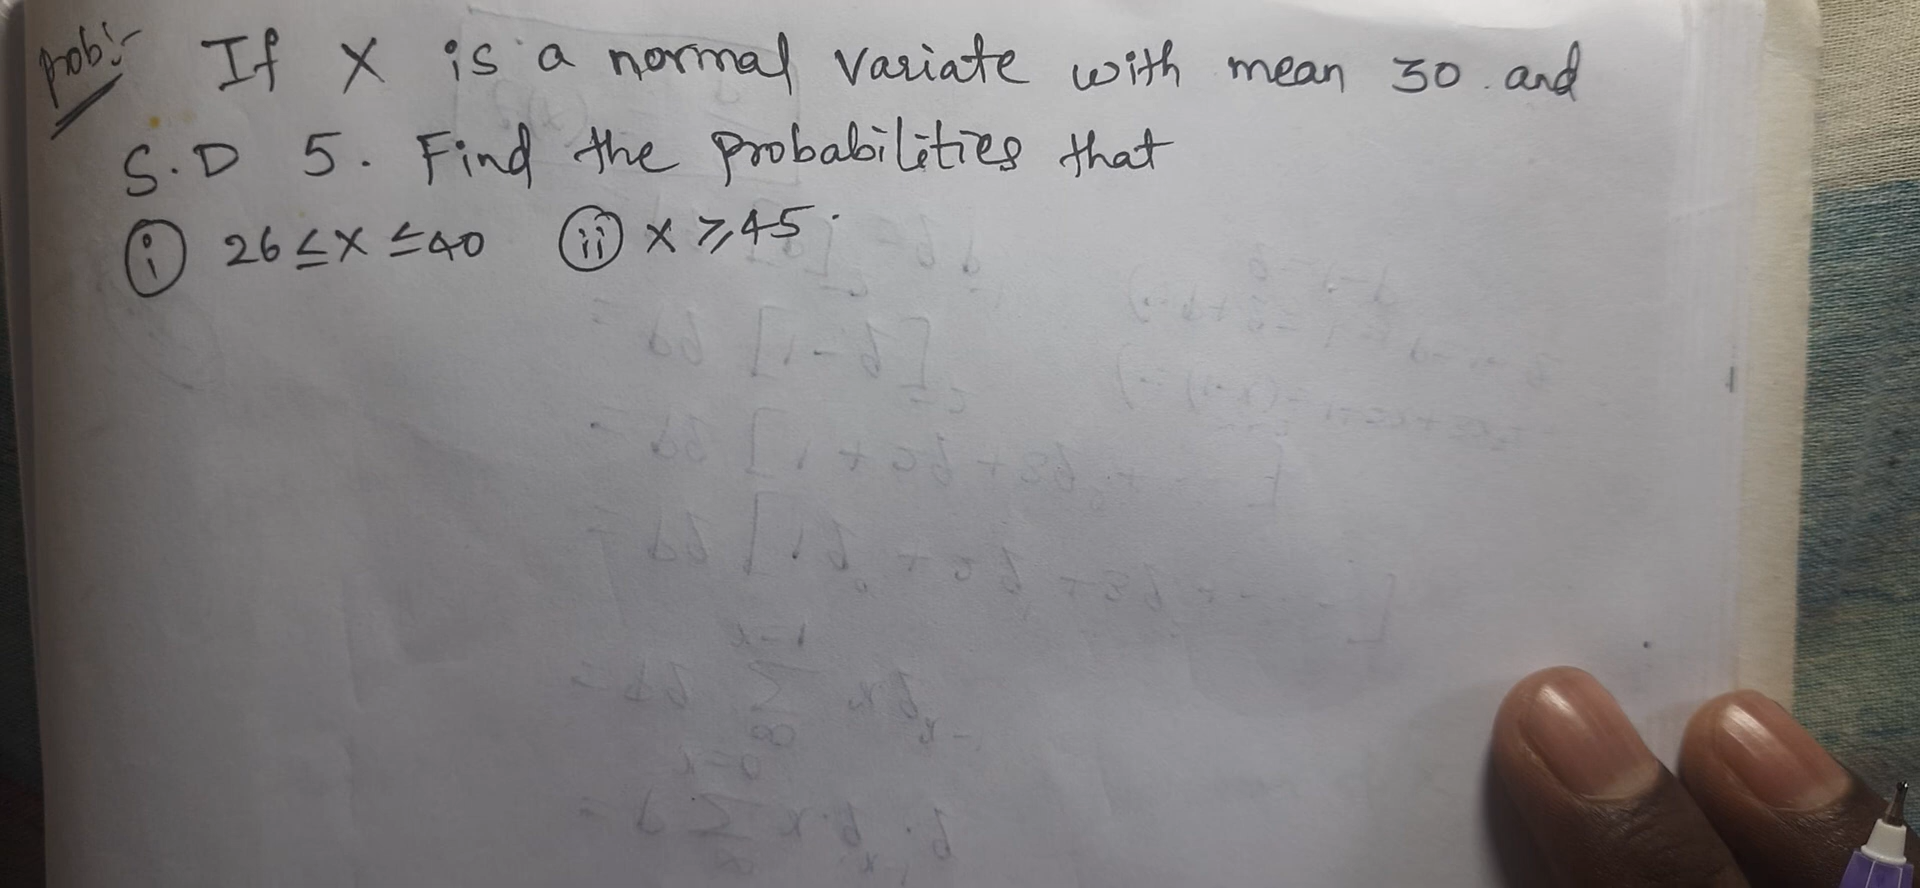 prob:- If X is a normal variate with mean 30 and
S.D 5. Find the probabilities that
(i) 26 ≤ X ≤ 40 (ii) X ≥ 45.